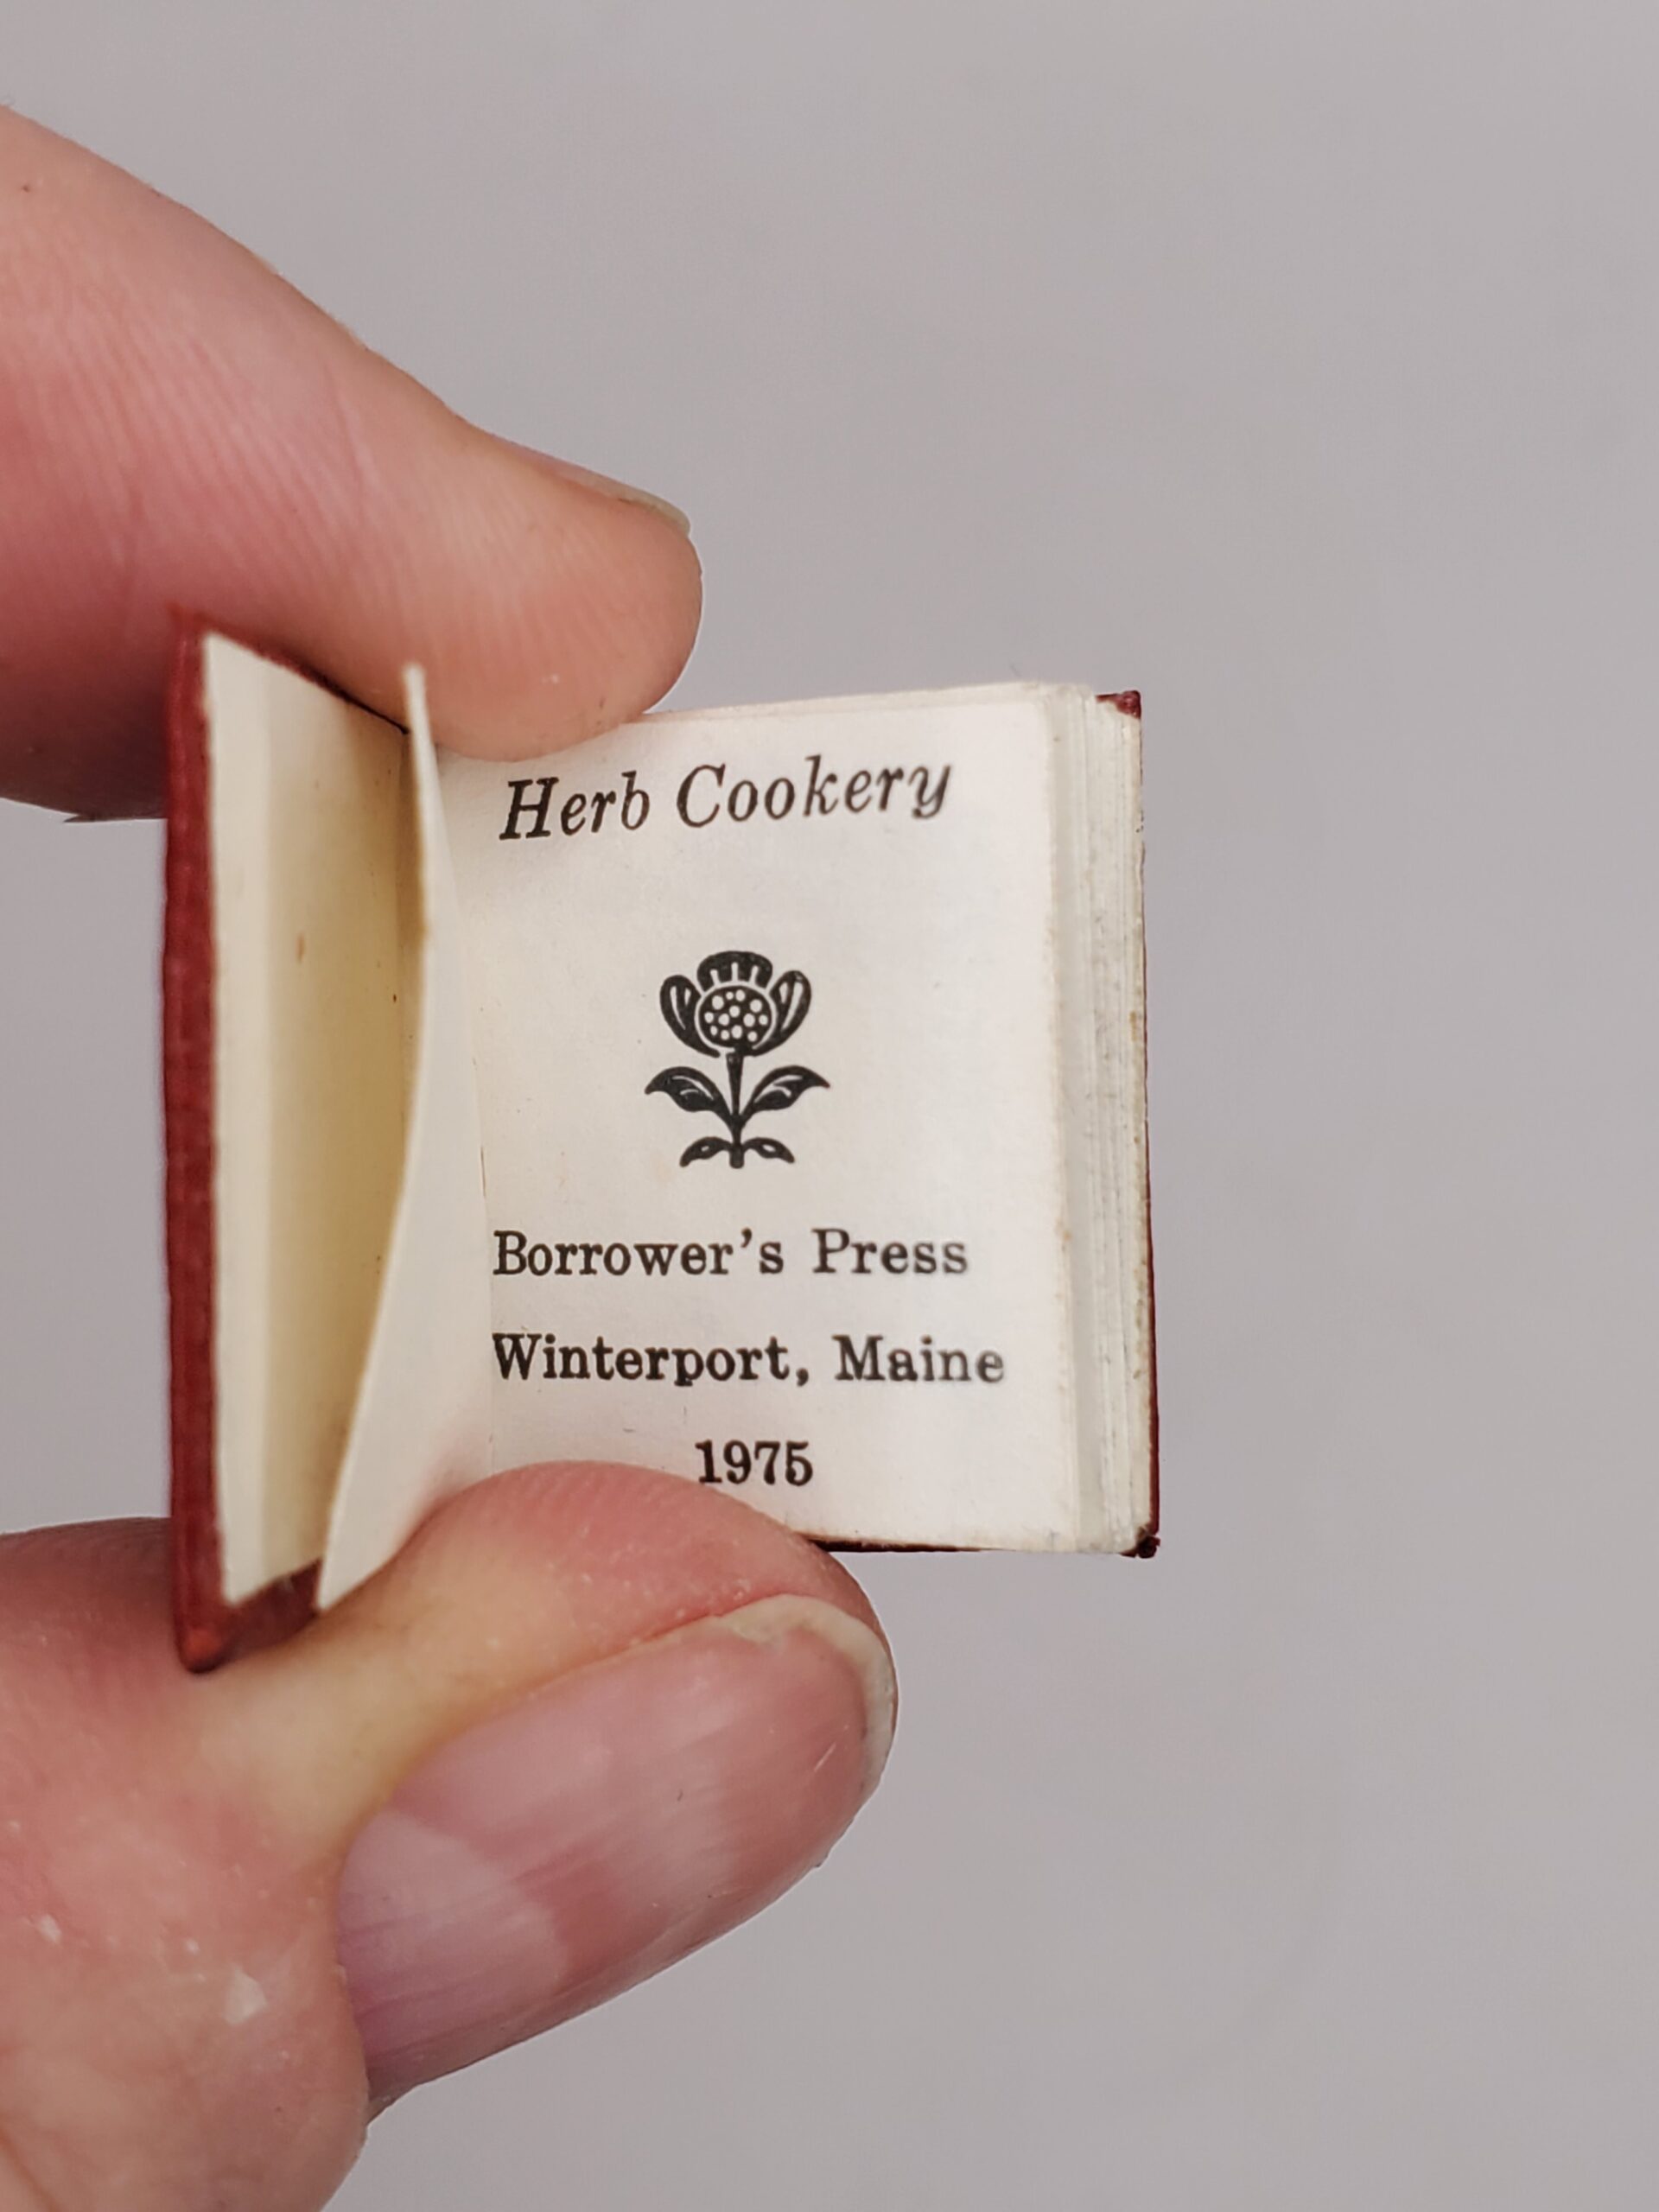 Herb Cookery
Borrower's Press
Winterport, Maine
1975